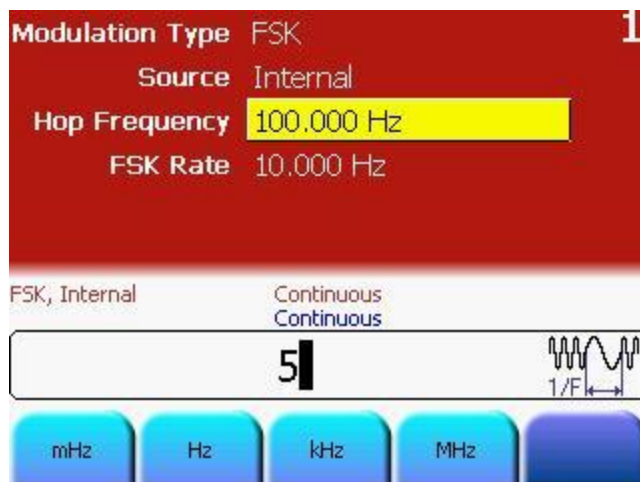 Modulation Type FSK 1
Source Internal
Hop Frequency 100.000 Hz
FSK Rate 10.000 Hz
FSK, Internal Continuous
Continuous
5
1/F
mHz Hz kHz MHz